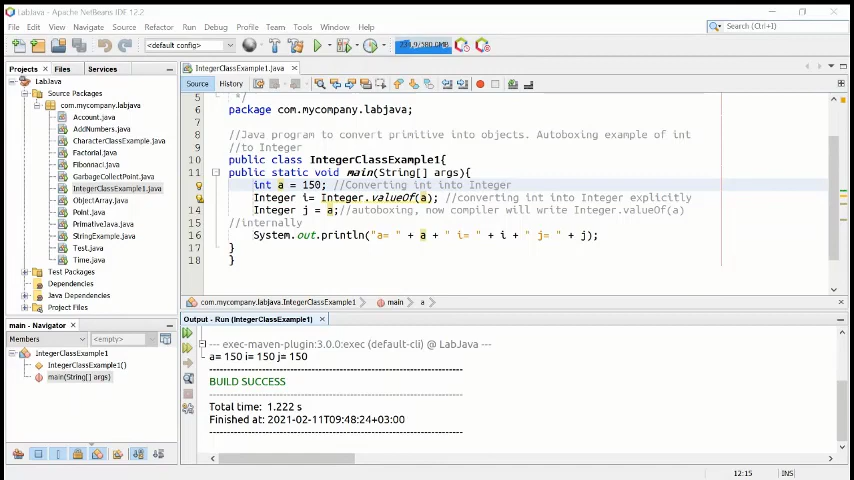 LabJava - Apache NetBeans IDE 12.2
File Edit View Navigate Source Refactor Run Debug Profile Team Tools Window Help
Search (Ctrl+I)
<default config>
239.9/580.0MB
Projects Files Services
LabJava
Source Packages
com.mycompany.labjava
Account.java
AddNumbers.java
CharacterClassExample.java
Factorial.java
Fibonaci.java
GarbageCollectPoint.java
IntegerClassExample1.java
ObjectArray.java
Point.java
PrimativeJava.java
StringExample.java
Test.java
Time.java
Test Packages
Dependencies
Java Dependencies
Project Files
IntegerClassExample1.java
Source History
5 */
6 package com.mycompany.labjava;
7
8 //Java program to convert primitive into objects. Autoboxing example of int
9 //to Integer
10 public class IntegerClassExample1{
11 public static void main(String[] args){
int a = 150; //Converting int into Integer
Integer i= Integer.valueOf(a); //converting int into Integer explicitly
14 Integer j = a;//autoboxing, now compiler will write Integer.valueOf(a)
15 //internally
16 System.out.println("a= " + a + " i= " + i + " j= " + j);
17 }
18 }
com.mycompany.labjava.IntegerClassExample1 main a
main - Navigator
Members <empty>
IntegerClassExample1
IntegerClassExample1()
main(String[] args)
Output - Run (IntegerClassExample1)
--- exec-maven-plugin:3.0.0:exec (default-cli) @ LabJava ---
a= 150 i= 150 j= 150
------------------------------------------------------------------------
BUILD SUCCESS
------------------------------------------------------------------------
Total time: 1.222 s
Finished at: 2021-02-11T09:48:24+03:00
------------------------------------------------------------------------
12:15 INS